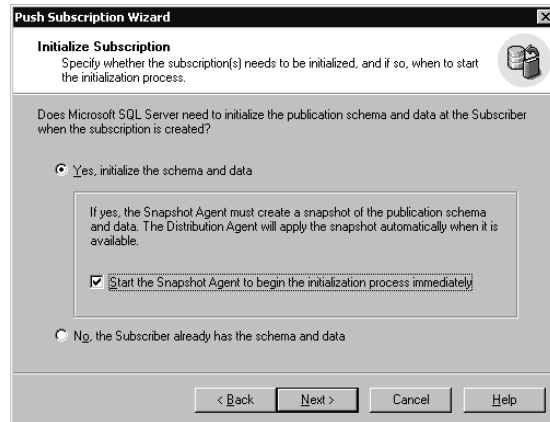 Push Subscription Wizard
Initialize Subscription
Specify whether the subscription(s) needs to be initialized, and if so, when to start
the initialization process.
Does Microsoft SQL Server need to initialize the publication schema and data at the Subscriber
when the subscription is created?
Yes, initialize the schema and data
If yes, the Snapshot Agent must create a snapshot of the publication schema
and data. The Distribution Agent will apply the snapshot automatically when it is
available.
Start the Snapshot Agent to begin the initialization process immediately
No, the Subscriber already has the schema and data
< Back Next > Cancel Help